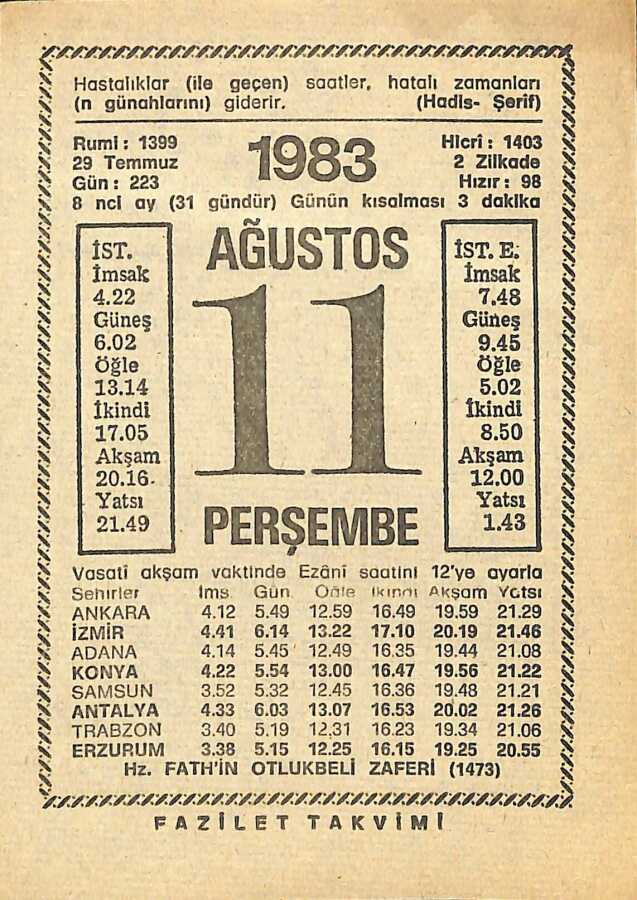 Hastalıklar (ile geçen) saatler, hatalı zamanları
(n günahlarını) giderir. (Hadis- Şerif)
Rumi : 1399
29 Temmuz
Gün : 223
1983
Hicrî : 1403
2 Zilkade
Hızır : 98
8 nci ay (31 gündür) Günün kısalması 3 dakika
İST.
İmsak
4.22
Güneş
6.02
Öğle
13.14
İkindi
17.05
Akşam
20.16.
Yatsı
21.49
AĞUSTOS
11
PERŞEMBE
İST. E.
İmsak
7.48
Güneş
9.45
Öğle
5.02
İkindi
8.50
Akşam
12.00
Yatsı
1.43
Vasatî akşam vaktinde Ezânî saatini 12'ye ayarla
Şehirler İms Gün. Öğle İkindi Akşam Yatsı
ANKARA 4.12 5.49 12.59 16.49 19.59 21.29
İZMİR 4.41 6.14 13.22 17.10 20.19 21.46
ADANA 4.14 5.45 12.49 16.35 19.44 21.08
KONYA 4.22 5.54 13.00 16.47 19.56 21.22
SAMSUN 3.52 5.32 12.45 16.36 19.48 21.21
ANTALYA 4.33 6.03 13.07 16.53 20.02 21.26
TRABZON 3.40 5.19 12.31 16.23 19.34 21.06
ERZURUM 3.38 5.15 12.25 16.15 19.25 20.55
Hz. FATH'İN OTLUKBELİ ZAFERİ (1473)
FAZİLET TAKVİMİ